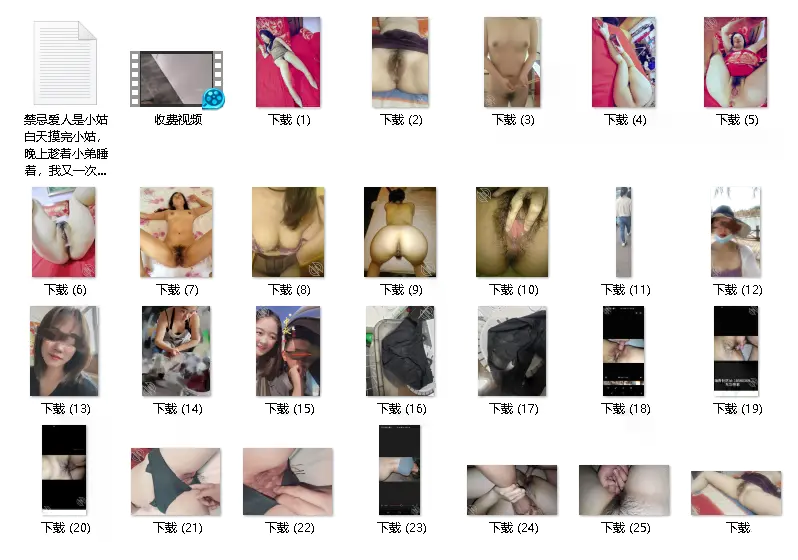 禁忌爱人是小姑
白天摸完小姑，
晚上趁着小弟睡
着，我又一次...
收费视频
下载 (1)
下载 (2)
下载 (3)
下载 (4)
下载 (5)
下载 (6)
下载 (7)
下载 (8)
下载 (9)
下载 (10)
下载 (11)
下载 (12)
下载 (13)
下载 (14)
下载 (15)
下载 (16)
下载 (17)
下载 (18)
下载 (19)
下载 (20)
下载 (21)
下载 (22)
下载 (23)
下载 (24)
下载 (25)
下载